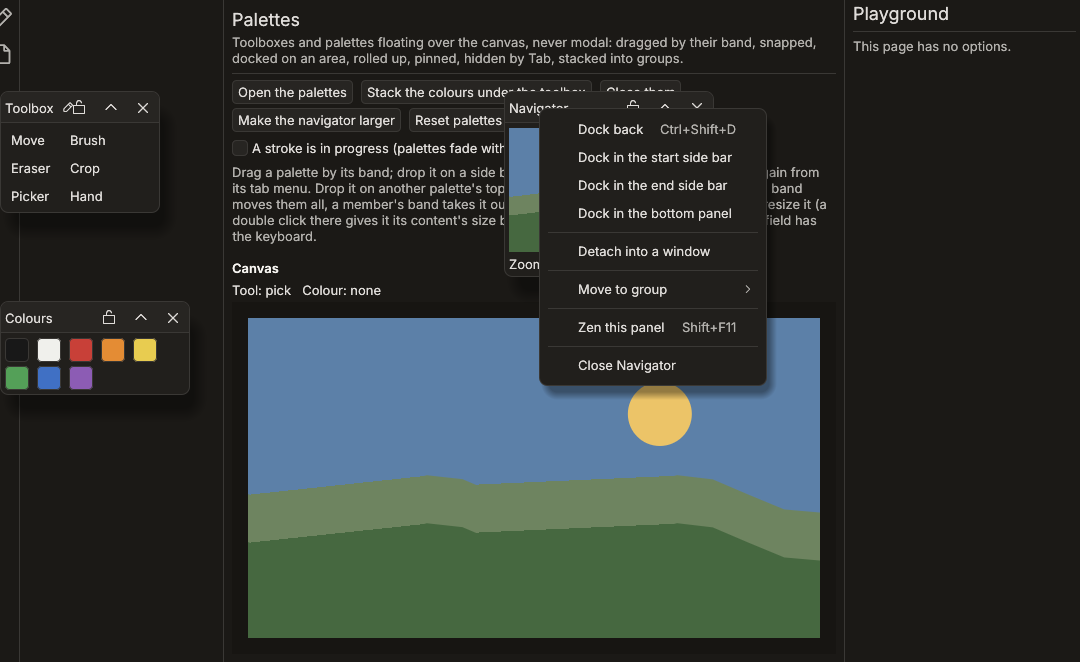 Palettes
Toolboxes and palettes floating over the canvas, never modal: dragged by their band, snapped,
docked on an area, rolled up, pinned, hidden by Tab, stacked into groups.
Open the palettes
Stack the colours under the toolbox
Close them
Make the navigator larger
Reset palettes
A stroke is in progress (palettes fade with
Drag a palette by its band; drop it on a side
gain from
its tab menu. Drop it on another palette's top
band
moves them all, a member's band takes it
resize it (a
double click there gives it its content's size
field has
the keyboard.
Canvas
Tool: pick Colour: none
Toolbox
Move Brush
Eraser Crop
Picker Hand
Colours
Navigator
Zoom
Dock back Ctrl+Shift+D
Dock in the start side bar
Dock in the end side bar
Dock in the bottom panel
Detach into a window
Move to group
Zen this panel Shift+F11
Close Navigator
Playground
This page has no options.